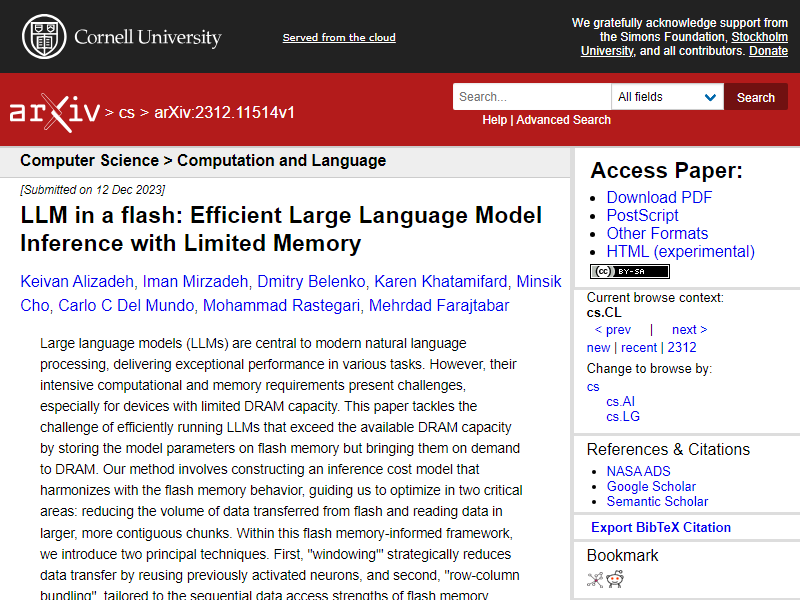 Cornell University
Served from the cloud
We gratefully acknowledge support from
the Simons Foundation, Stockholm
University, and all contributors. Donate
arXiv > cs > arXiv:2312.11514v1
Search...
All fields
Search
Help | Advanced Search
Computer Science > Computation and Language
[Submitted on 12 Dec 2023]
LLM in a flash: Efficient Large Language Model
Inference with Limited Memory
Keivan Alizadeh, Iman Mirzadeh, Dmitry Belenko, Karen Khatamifard, Minsik
Cho, Carlo C Del Mundo, Mohammad Rastegari, Mehrdad Farajtabar
Large language models (LLMs) are central to modern natural language
processing, delivering exceptional performance in various tasks. However, their
intensive computational and memory requirements present challenges,
especially for devices with limited DRAM capacity. This paper tackles the
challenge of efficiently running LLMs that exceed the available DRAM capacity
by storing the model parameters on flash memory but bringing them on demand
to DRAM. Our method involves constructing an inference cost model that
harmonizes with the flash memory behavior, guiding us to optimize in two critical
areas: reducing the volume of data transferred from flash and reading data in
larger, more contiguous chunks. Within this flash memory-informed framework,
we introduce two principal techniques. First, "windowing'" strategically reduces
data transfer by reusing previously activated neurons, and second, "row-column
bundling", tailored to the sequential data access strengths of flash memory
Access Paper:
Download PDF
PostScript
Other Formats
HTML (experimental)
(cc) BY-SA
Current browse context:
cs.CL
< prev | next >
new | recent | 2312
Change to browse by:
cs
cs.AI
cs.LG
References & Citations
NASA ADS
Google Scholar
Semantic Scholar
Export BibTeX Citation
Bookmark